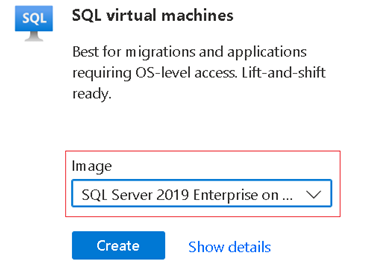 SQL
SQL virtual machines
Best for migrations and applications
requiring OS-level access. Lift-and-shift
ready.
Image
SQL Server 2019 Enterprise on ...
Create
Show details